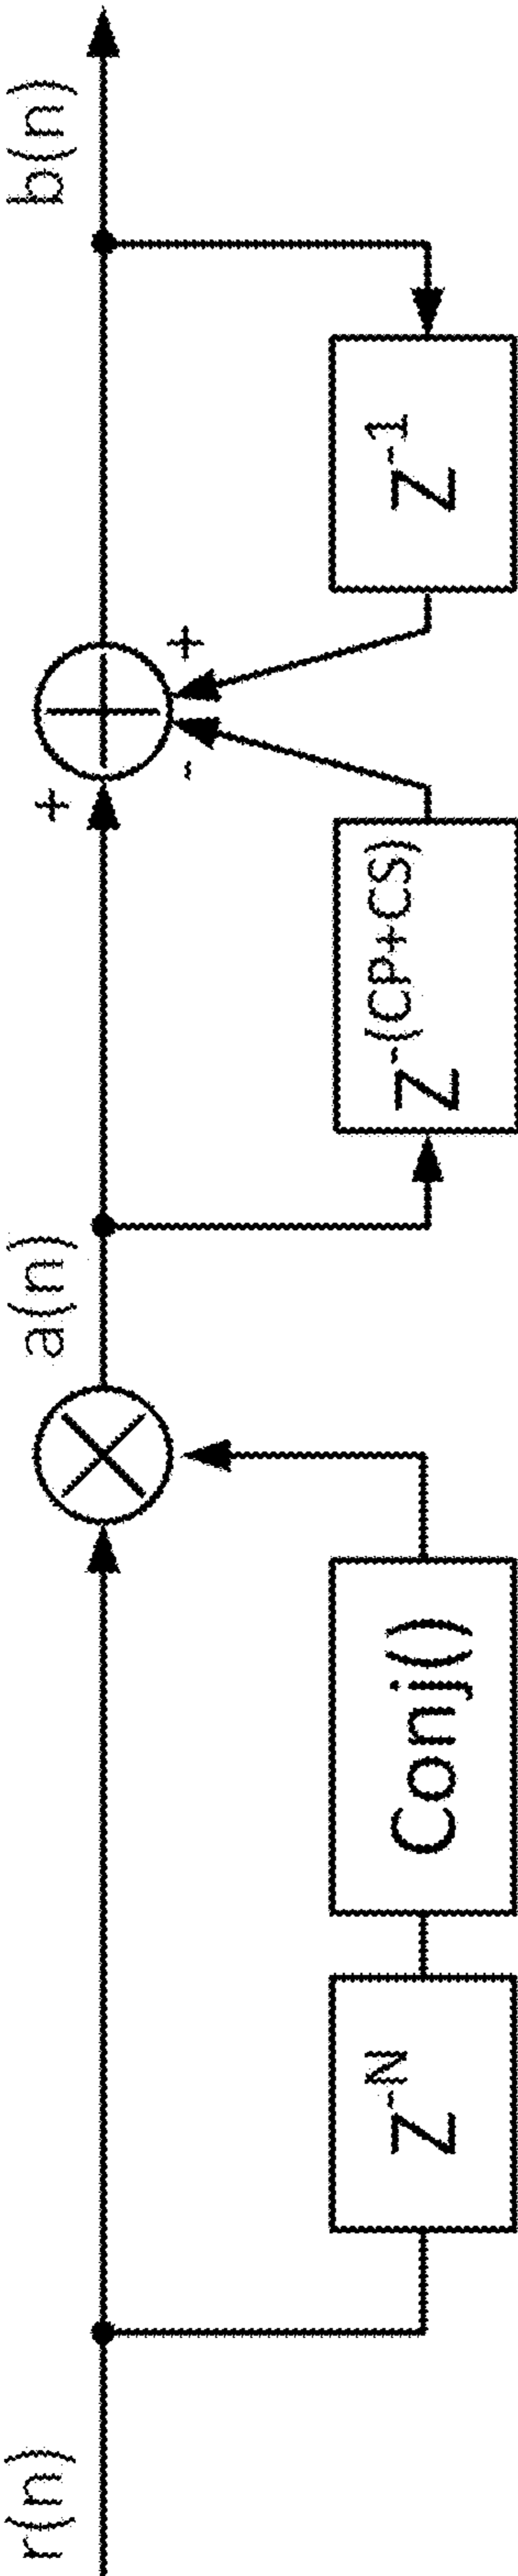 r(n)
z^-N
Conj()
a(n)
z^-(CP+CS)
+
-
+
z^-1
b(n)